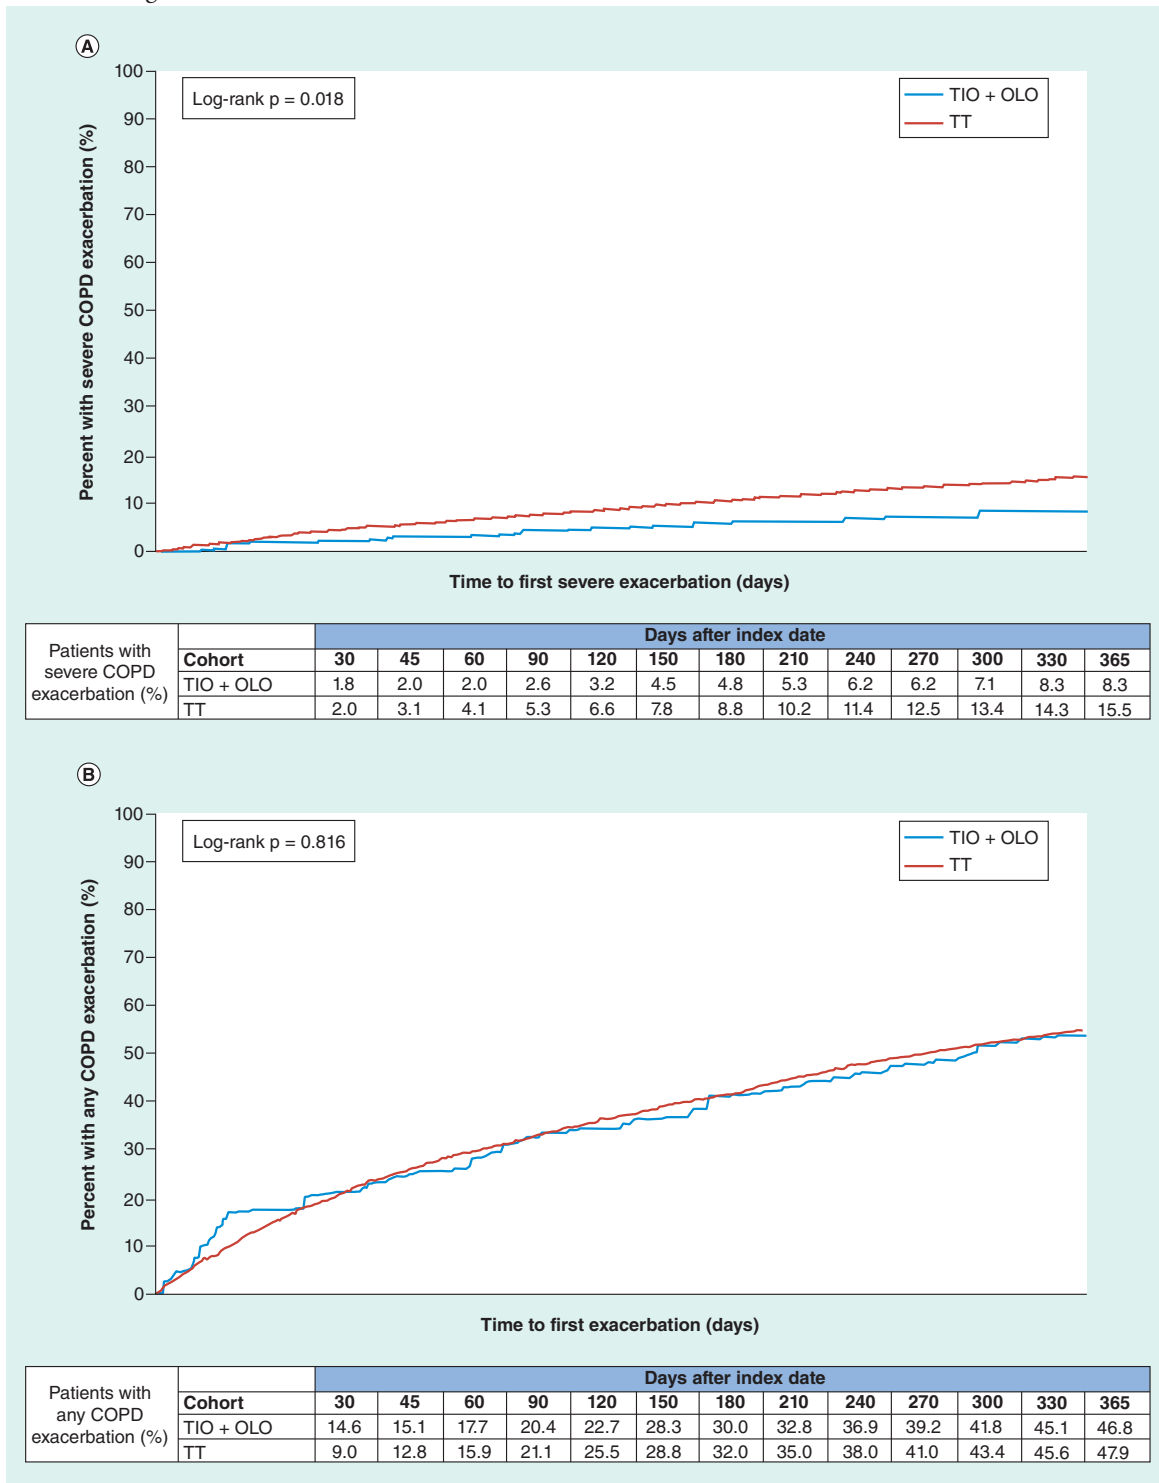 A
Log-rank p = 0.018
TIO + OLO
TT
Percent with severe COPD exacerbation (%)
100
90
80
70
60
50
40
30
20
10
0
Time to first severe exacerbation (days)
Patients with severe COPD exacerbation (%)
Days after index date
Cohort 30 45 60 90 120 150 180 210 240 270 300 330 365
TIO + OLO 1.8 2.0 2.0 2.6 3.2 4.5 4.8 5.3 6.2 6.2 7.1 8.3 8.3
TT 2.0 3.1 4.1 5.3 6.6 7.8 8.8 10.2 11.4 12.5 13.4 14.3 15.5
B
Log-rank p = 0.816
TIO + OLO
TT
Percent with any COPD exacerbation (%)
100
90
80
70
60
50
40
30
20
10
0
Time to first exacerbation (days)
Patients with any COPD exacerbation (%)
Days after index date
Cohort 30 45 60 90 120 150 180 210 240 270 300 330 365
TIO + OLO 14.6 15.1 17.7 20.4 22.7 28.3 30.0 32.8 36.9 39.2 41.8 45.1 46.8
TT 9.0 12.8 15.9 21.1 25.5 28.8 32.0 35.0 38.0 41.0 43.4 45.6 47.9